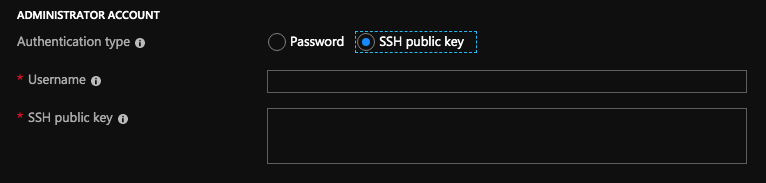 ADMINISTRATOR ACCOUNT
Authentication type Password SSH public key
* Username
* SSH public key